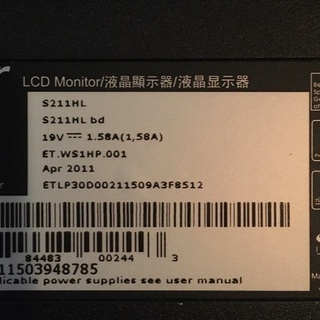 LCD Monitor/液晶顯示器/液晶显示器
S211HL
S211HL bd
19V ⎓ 1.58A(1,58A)
ET.WS1HP.001
Apr 2011
ETLP30D00211509A3F8512
84483 00244 3
11503948785
licable power supplies see user manual